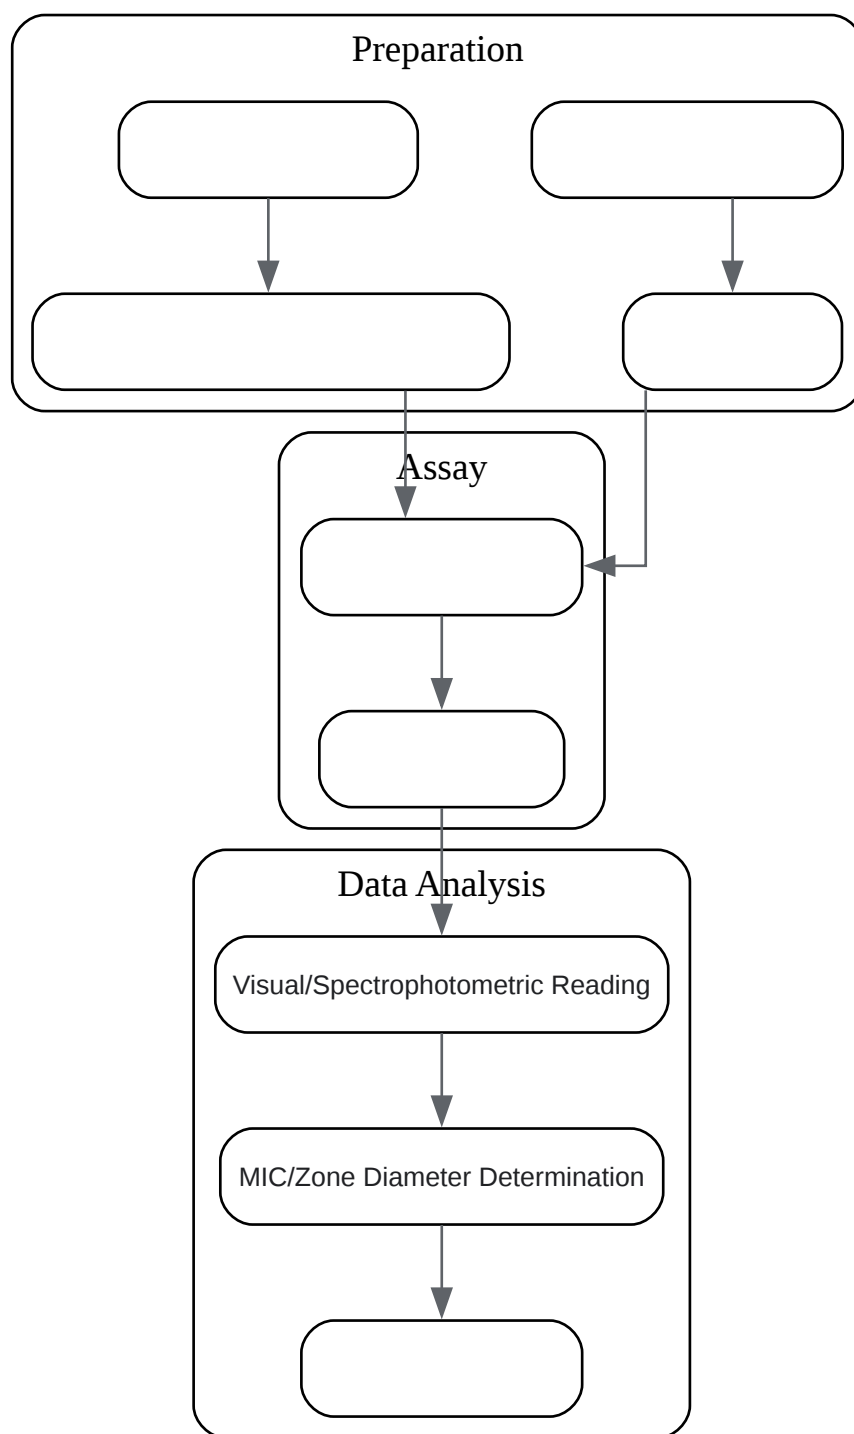 Preparation
Assay
Data Analysis
Visual/Spectrophotometric Reading
MIC/Zone Diameter Determination